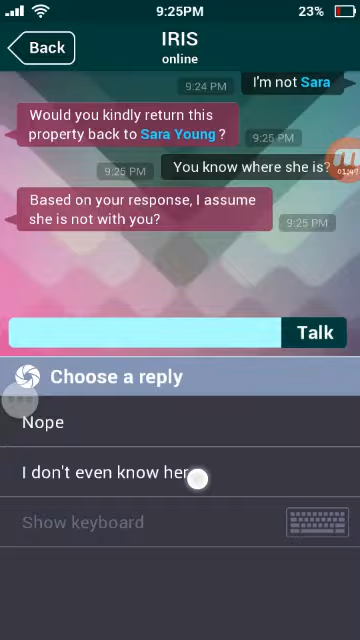 9:25PM
23%
Back
IRIS
online
9:24 PM
I'm not Sara
Would you kindly return this
property back to Sara Young ?
9:25 PM
9:25 PM
You know where she is?
01:47
Based on your response, I assume
she is not with you?
9:25 PM
Talk
Choose a reply
Nope
I don't even know her
Show keyboard